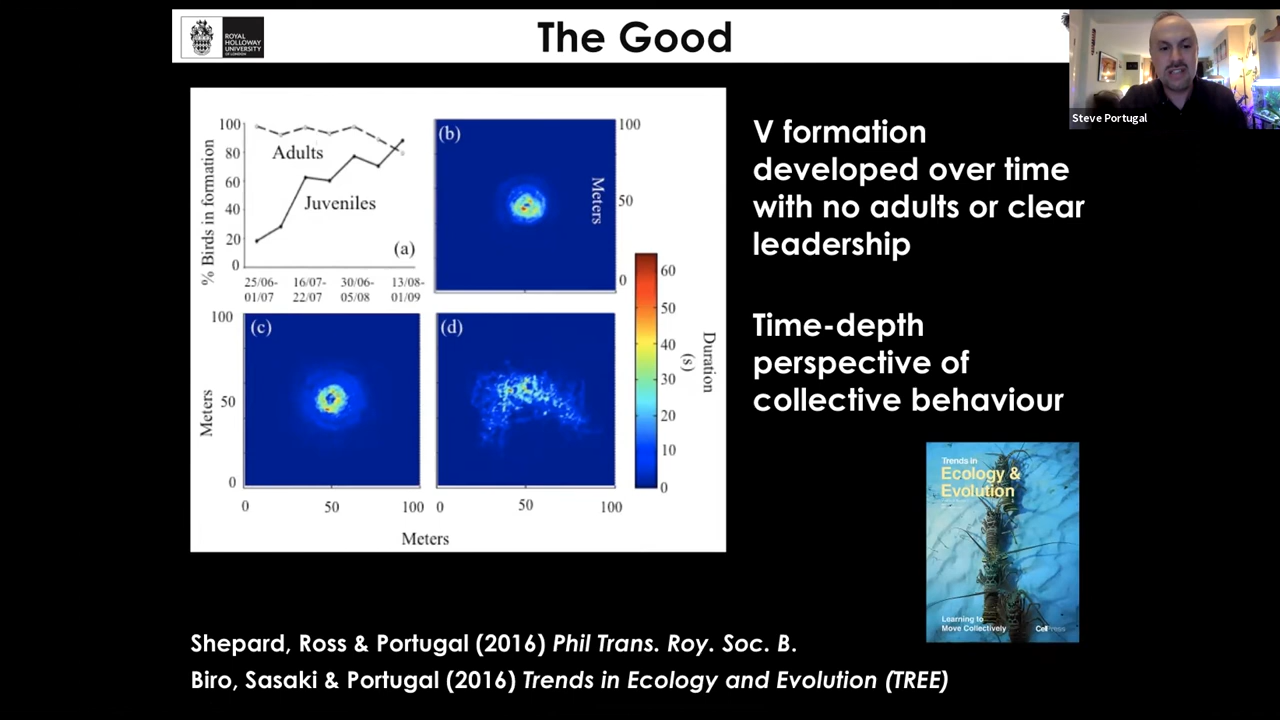 ROYAL
HOLLOWAY
UNIVERSITY
OF LONDON
The Good
Steve Portugal
100
80
60
40
20
0
% Birds in formation
Adults
Juveniles
(a)
25/06-
01/07
16/07-
22/07
30/06-
05/08
13/08-
01/09
(b)
100
50
0
Meters
(c)
100
50
0
Meters
0
50
100
(d)
0
50
100
Meters
60
50
40
30
20
10
0
Duration
(s)
V formation
developed over time
with no adults or clear
leadership
Time-depth
perspective of
collective behaviour
Trends in
Ecology &
Evolution
Learning to
Move Collectively
CellPress
Shepard, Ross & Portugal (2016) Phil Trans. Roy. Soc. B.
Biro, Sasaki & Portugal (2016) Trends in Ecology and Evolution (TREE)